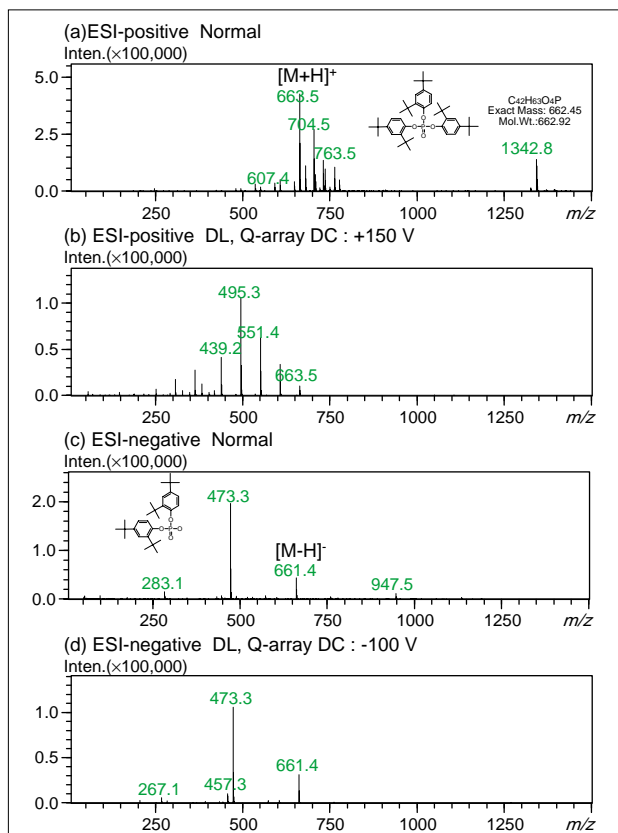 (a)ESI-positive Normal
Inten.(×100,000)
[M+H]+
663.5
704.5
763.5
607.4
1342.8
C42H63O4P
Exact Mass: 662.45
Mol.Wt.:662.92
O
O
P
O
O
5.0
2.5
0.0
250 500 750 1000 1250 m/z
(b) ESI-positive DL, Q-array DC : +150 V
Inten.(×100,000)
495.3
551.4
439.2
663.5
1.0
0.5
0.0
250 500 750 1000 1250 m/z
(c) ESI-negative Normal
Inten.(×100,000)
473.3
[M-H]-
661.4
283.1
947.5
O
O
P
O
O
2.0
1.0
0.0
250 500 750 1000 1250 m/z
(d) ESI-negative DL, Q-array DC : -100 V
Inten.(×100,000)
473.3
661.4
457.3
267.1
1.0
0.5
0.0
250 500 750 1000 1250 m/z